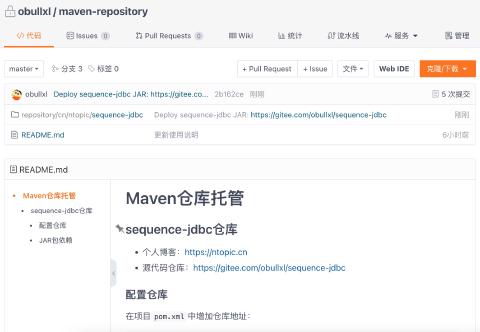 obullxl / maven-repository
代码 Issues 0 Pull Requests 0 Wiki 统计 流水线 服务 管理
master 分支 3 标签 0 + Pull Request + Issue 文件 Web IDE 克隆/下载
obullxl Deploy sequence-jdbc JAR: https://gitee.co... 2b162ce 刚刚 5 次提交
repository/cn/ntopic/sequence-jdbc Deploy sequence-jdbc JAR: https://gitee.com/obullxl/sequence-jdbc 刚刚
README.md 更新使用说明 6小时前
README.md
Maven仓库托管
sequence-jdbc仓库
配置仓库
JAR包依赖
Maven仓库托管
sequence-jdbc仓库
个人博客：https://ntopic.cn
源代码仓库：https://gitee.com/obullxl/sequence-jdbc
配置仓库
在项目 pom.xml 中增加仓库地址：